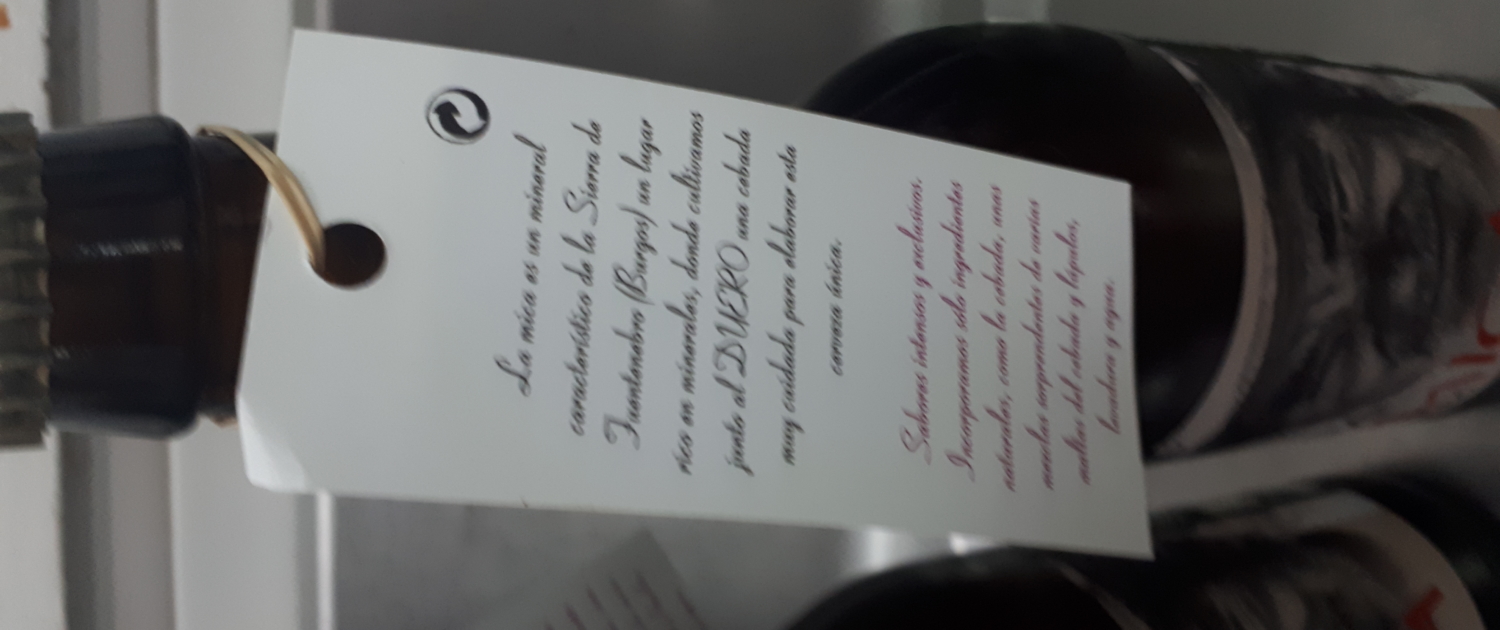 La mica es un mineral
característico de la Sierra de
Fuentenebro (Burgos) un lugar
rico en minerales, donde cultivamos
junto al DUERO una cebada
muy cuidada para elaborar esta
cerveza única.
Sabores intensos y exclusivos.
Incorporamos solo ingredientes
naturales, como la cebada, unas
mezclas sorprendentes de varias
maltas del cebada y lúpulos,
levadura y agua.